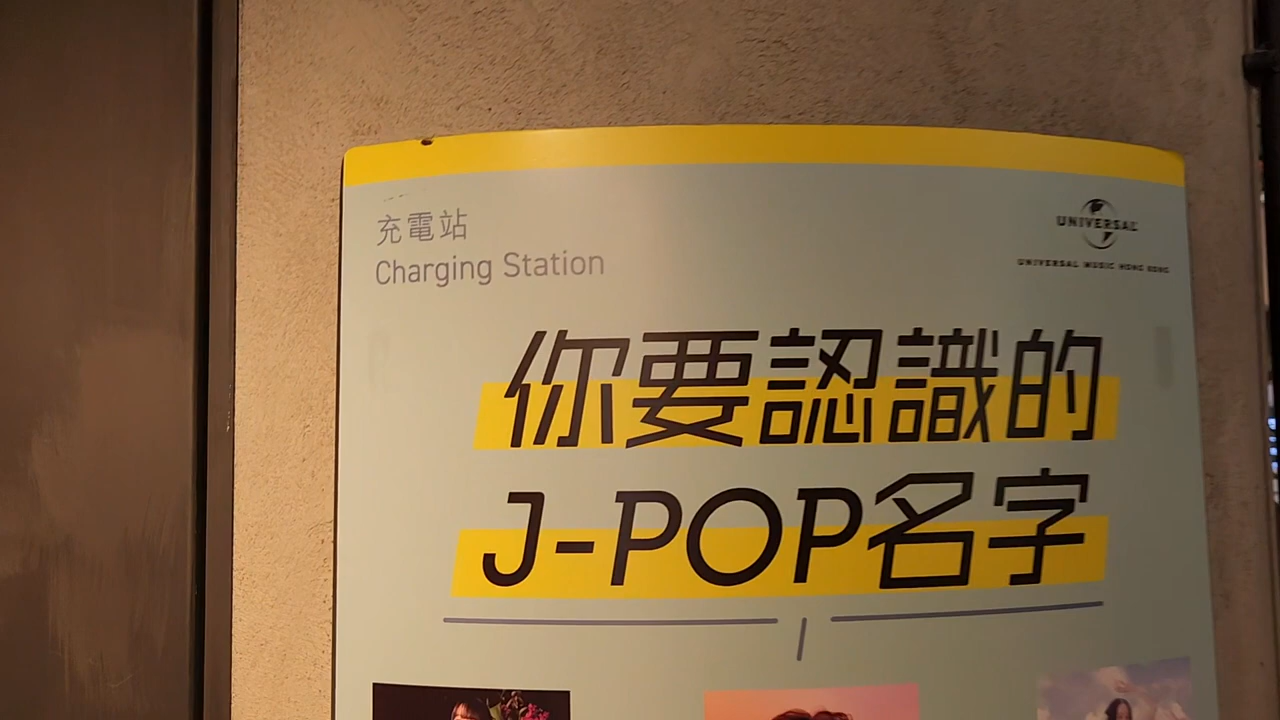 充電站
Charging Station
UNIVERSAL
UNIVERSAL MUSIC HONG KONG
你要認識的
J-POP名字